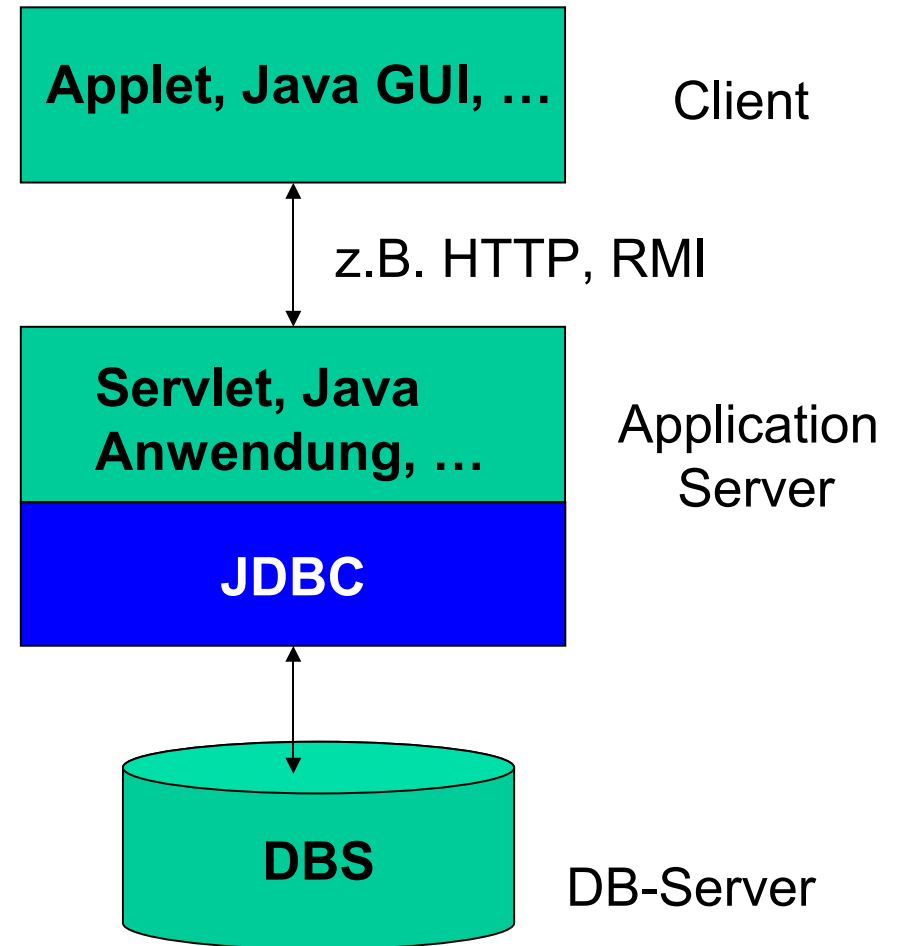 Applet, Java GUI, …
Client
z.B. HTTP, RMI
Servlet, Java
Anwendung, …
Application
Server
JDBC
DBS
DB-Server